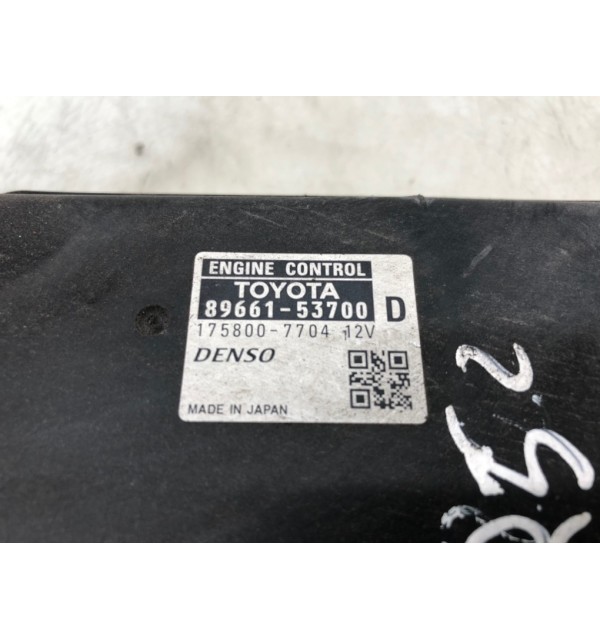 ENGINE CONTROL
TOYOTA
89661-53700 D
175800-7704 12V
DENSO
MADE IN JAPAN